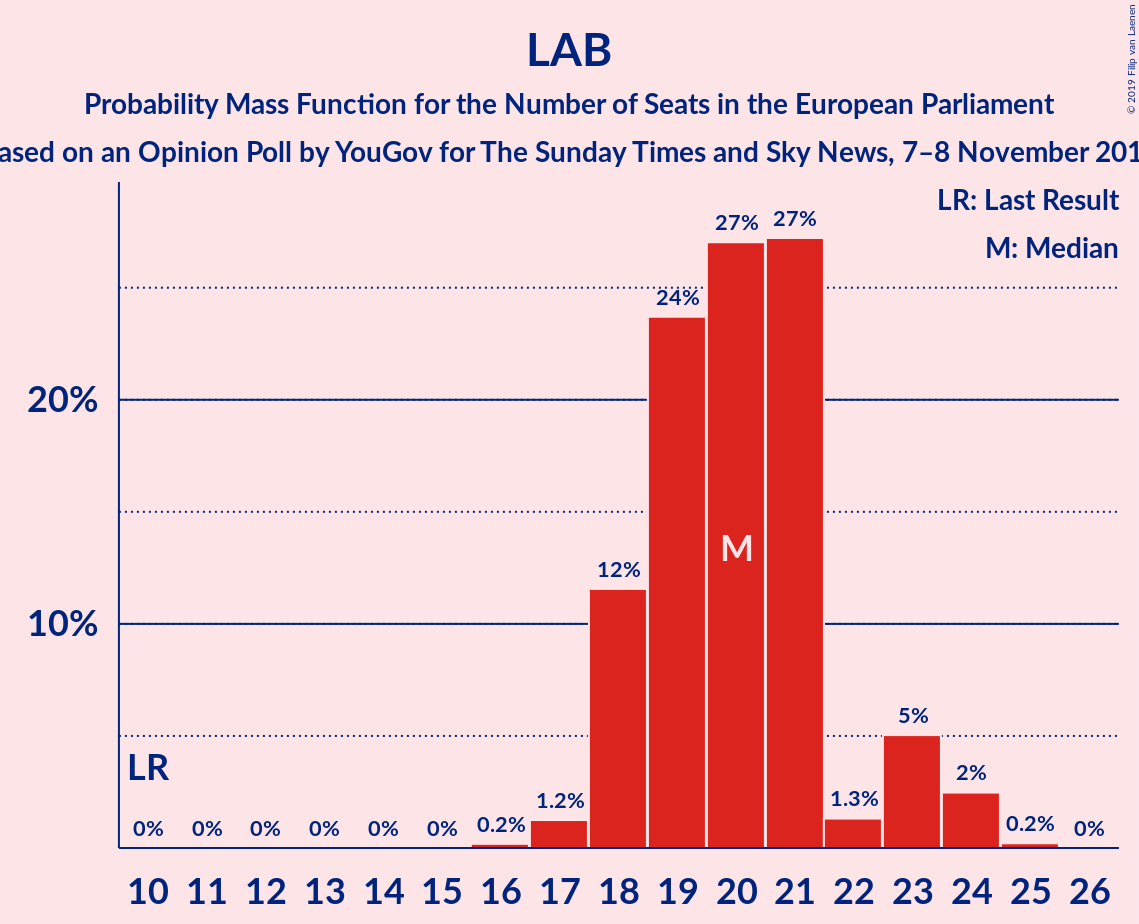 LAB
Probability Mass Function for the Number of Seats in the European Parliament
ased on an Opinion Poll by YouGov for The Sunday Times and Sky News, 7–8 November 201
© 2019 Filip van Laenen
LR: Last Result
M: Median
27% 27%
24%
20%
M
12%
10%
5%
LR
2%
1.2% 1.3%
0% 0% 0% 0% 0% 0% 0.2% 0.2% 0%
10 11 12 13 14 15 16 17 18 19 20 21 22 23 24 25 26